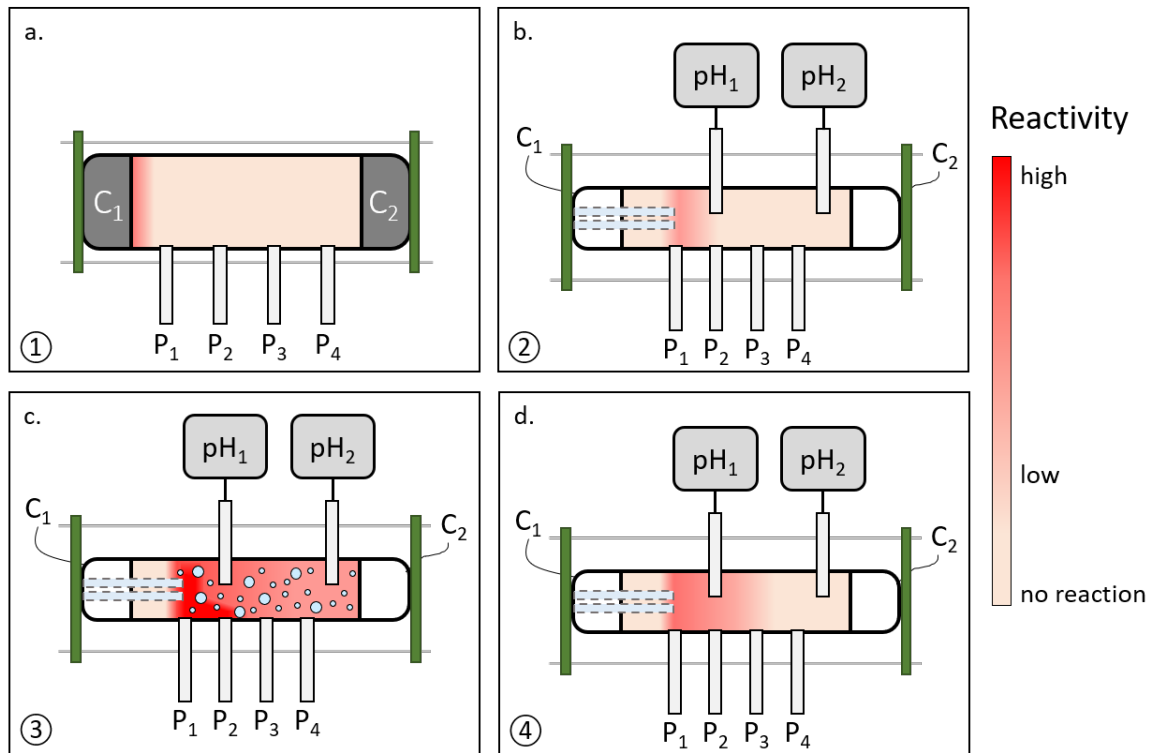 a.
C₁
C₂
P₁ P₂ P₃ P₄
①
b.
pH₁ pH₂
C₁
C₂
P₁ P₂ P₃ P₄
②
c.
pH₁ pH₂
C₁
C₂
P₁ P₂ P₃ P₄
③
d.
pH₁ pH₂
C₁
C₂
P₁ P₂ P₃ P₄
④
Reactivity
high
low
no reaction